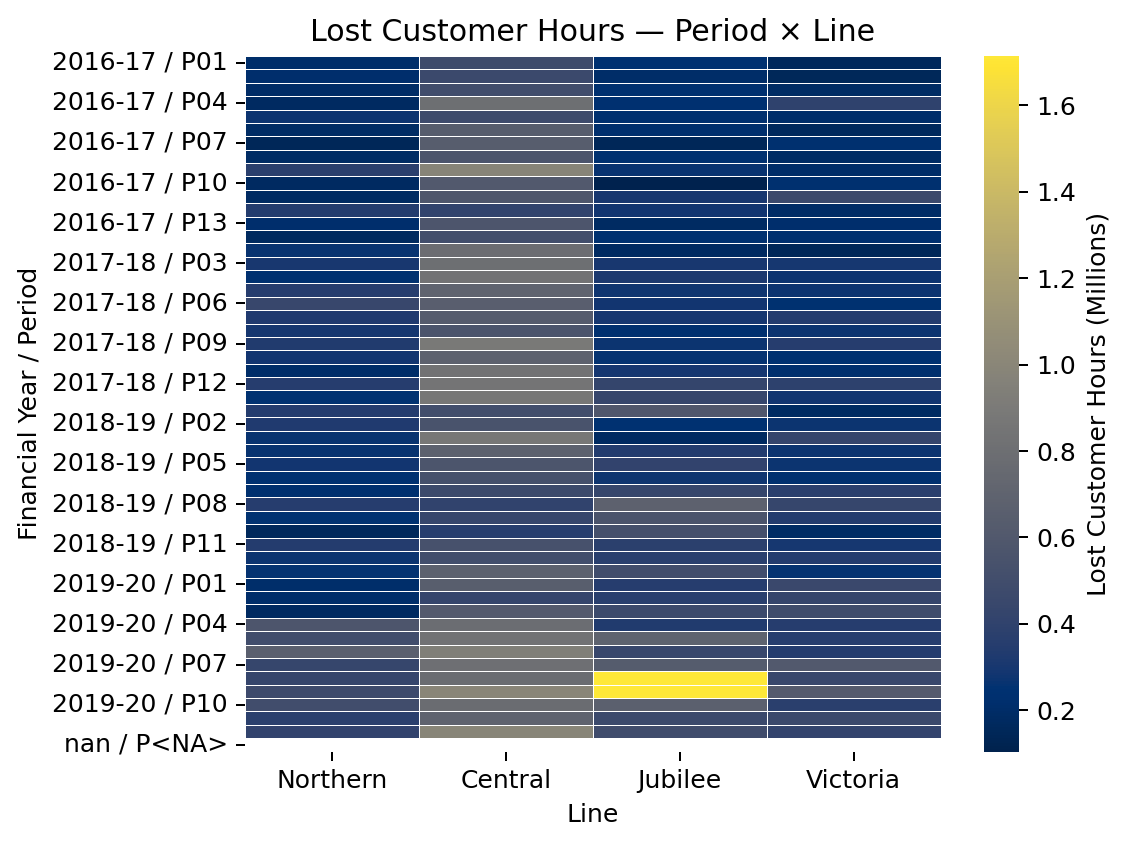 Lost Customer Hours — Period × Line
2016-17 / P01
2016-17 / P04
2016-17 / P07
2016-17 / P10
2016-17 / P13
2017-18 / P03
2017-18 / P06
2017-18 / P09
2017-18 / P12
2018-19 / P02
2018-19 / P05
2018-19 / P08
2018-19 / P11
2019-20 / P01
2019-20 / P04
2019-20 / P07
2019-20 / P10
nan / P<NA>
Financial Year / Period
Northern
Central
Jubilee
Victoria
Line
1.6
1.4
1.2
1.0
0.8
0.6
0.4
0.2
Lost Customer Hours (Millions)